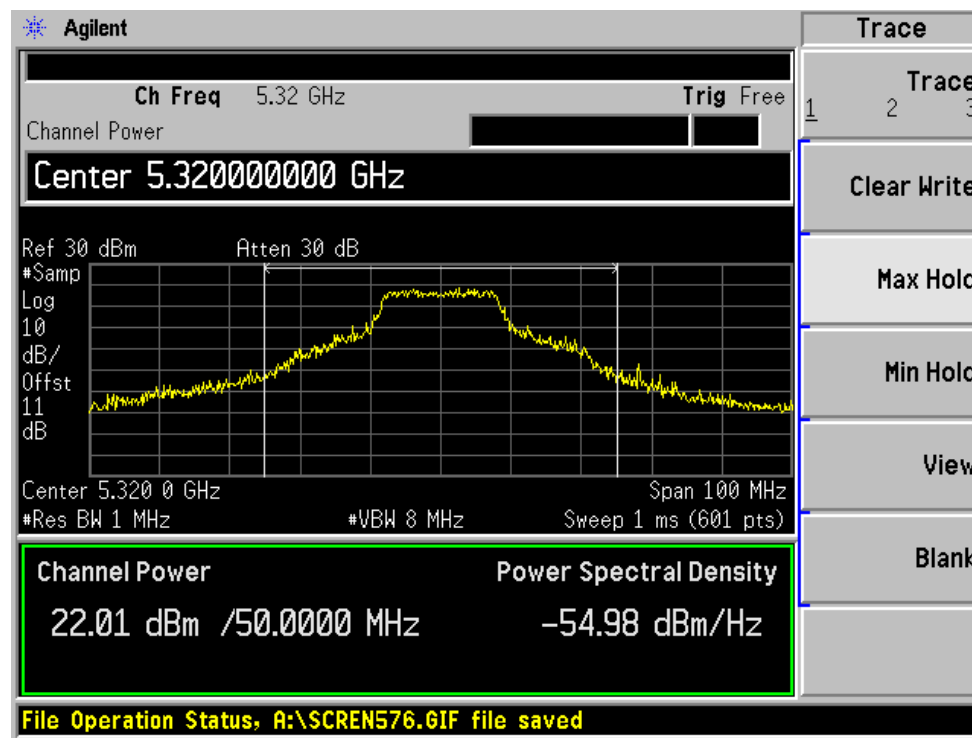 Agilent
Trace
Ch Freq 5.32 GHz Trig Free
Channel Power
Center 5.320000000 GHz
Ref 30 dBm Atten 30 dB
#Samp
Log
10
dB/
Offst
11
dB
Center 5.320 0 GHz Span 100 MHz
#Res BW 1 MHz #VBW 8 MHz Sweep 1 ms (601 pts)
Channel Power Power Spectral Density
22.01 dBm /50.0000 MHz -54.98 dBm/Hz
File Operation Status, A:\SCREN576.GIF file saved
Trace
1 2 3
Clear Write
Max Hold
Min Hold
View
Blank